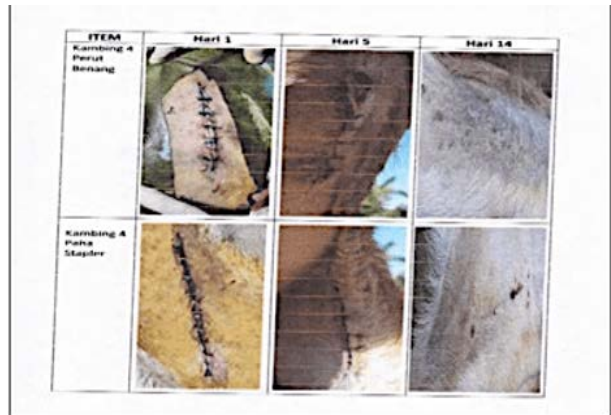 ITEM
Hari 1
Hari 5
Hari 14
Kambing 4
Perut
Benang
Kambing 4
Paha
Stapler